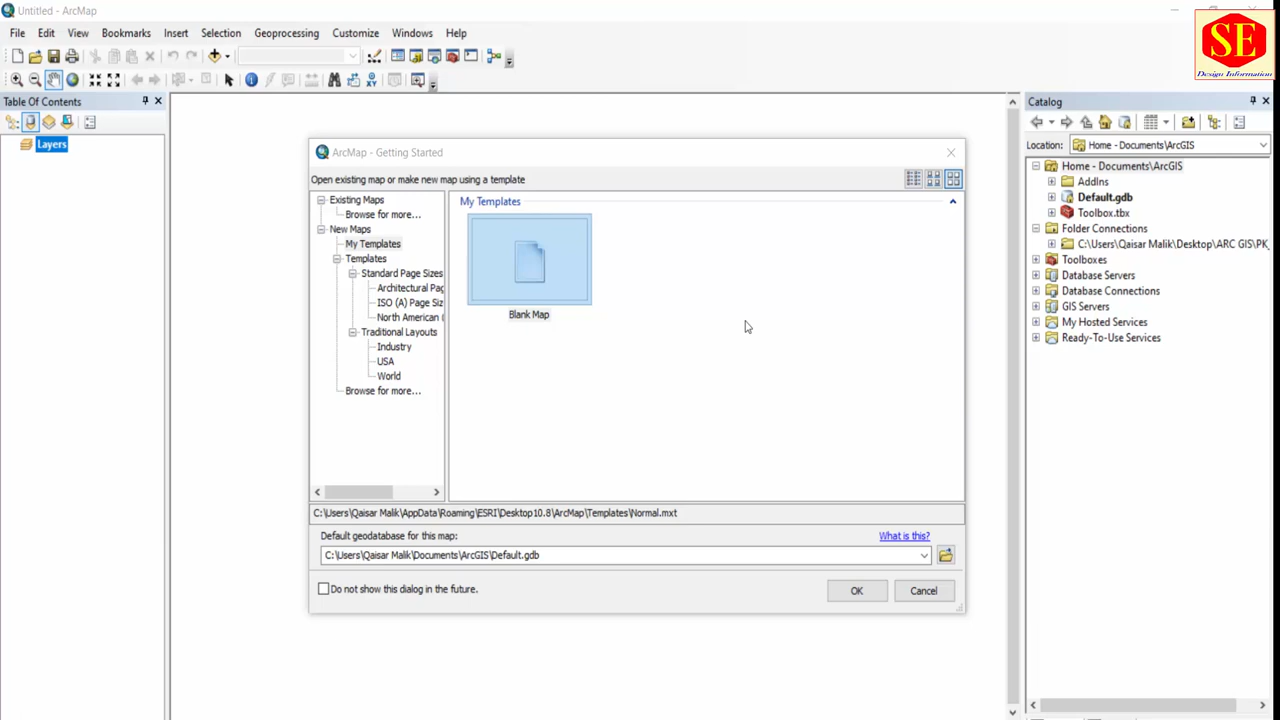 Untitled - ArcMap
File Edit View Bookmarks Insert Selection Geoprocessing Customize Windows Help
SE
Design Information
Table Of Contents
Layers
ArcMap - Getting Started
Open existing map or make new map using a template
Existing Maps
Browse for more...
New Maps
My Templates
Templates
Standard Page Sizes
Architectural Pag
ISO (A) Page Siz
North American (
Traditional Layouts
Industry
USA
World
Browse for more...
My Templates
Blank Map
C:\Users\Qaisar Malik\AppData\Roaming\ESRI\Desktop10.8\ArcMap\Templates\Normal.mxt
Default geodatabase for this map:
What is this?
C:\Users\Qaisar Malik\Documents\ArcGIS\Default.gdb
Do not show this dialog in the future.
OK Cancel
Catalog
Location: Home - Documents\ArcGIS
Home - Documents\ArcGIS
AddIns
Default.gdb
Toolbox.tbx
Folder Connections
C:\Users\Qaisar Malik\Desktop\ARC GIS\PK_
Toolboxes
Database Servers
Database Connections
GIS Servers
My Hosted Services
Ready-To-Use Services